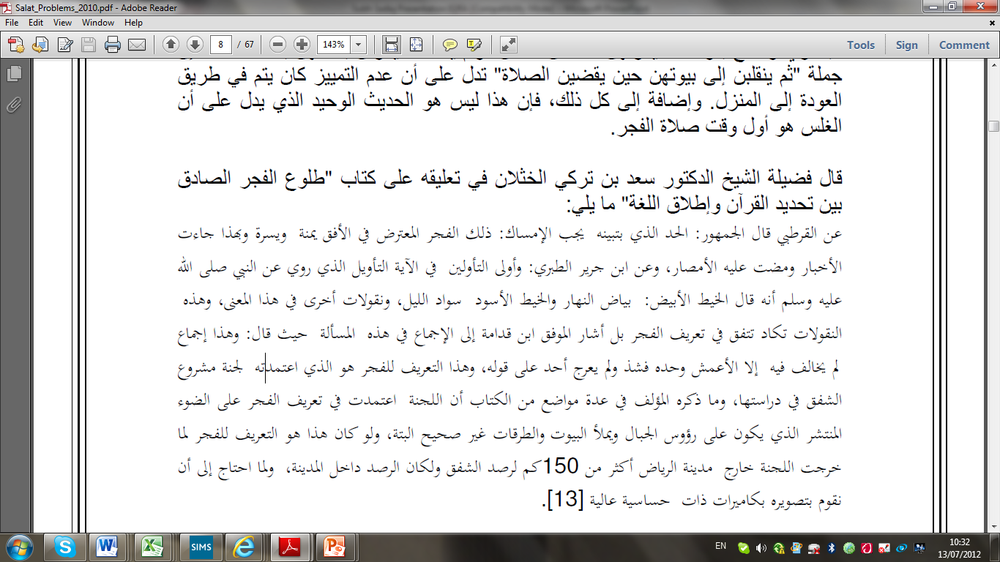 Salat_Problems_2010.pdf - Adobe Reader
File Edit View Window Help
8 / 67 143% Tools Sign Comment
جملة "ثم ينقلبن إلى بيوتهن حين يقضين الصلاة" تدل على أن عدم التمييز كان يتم في طريق
العودة إلى المنزل. وإضافة إلى كل ذلك، فإن هذا ليس هو الحديث الوحيد الذي يدل على أن
الغلس هو أول وقت صلاة الفجر.
قال فضيلة الشيخ الدكتور سعد بن تركي الخثلان في تعليقه على كتاب "طلوع الفجر الصادق
بين تحديد القرآن وإطلاق اللغة" ما يلي:
عن القرطبي قال الجمهور: الحد الذي بتبينه يجب الإمساك: ذلك الفجر المعترض في الأفق يمنة ويسرة وبهذا جاءت
الأخبار ومضت عليه الأمصار، وعن ابن جرير الطبري: وأولى التأولين في الآية التأويل الذي روي عن النبي صلى الله
عليه وسلم أنه قال الخيط الأبيض: بياض النهار والخيط الأسود سواد الليل، ونقولات أخرى في هذا المعنى، وهذه
النقولات تكاد تتفق في تعريف الفجر بل أشار الموفق ابن قدامة إلى الإجماع في هذه المسألة حيث قال: وهذا إجماع
لم يخالف فيه إلا الأعمش وحده فشذ ولم يعرج أحد على قوله، وهذا التعريف للفجر هو الذي اعتمدته لجنة مشروع
الشفق في دراستها، وما ذكره المؤلف في عدة مواضع من الكتاب أن اللجنة اعتمدت في تعريف الفجر على الضوء
المنتشر الذي يكون على رؤوس الجبال ويملأ البيوت والطرقات غير صحيح البتة، ولو كان هذا هو التعريف للفجر لما
خرجت اللجنة خارج مدينة الرياض أكثر من 150كم لرصد الشفق ولكان الرصد داخل المدينة، ولما احتاج إلى أن
نقوم بتصويره بكاميرات ذات حساسية عالية [13].
SIMS EN 10:32
13/07/2012